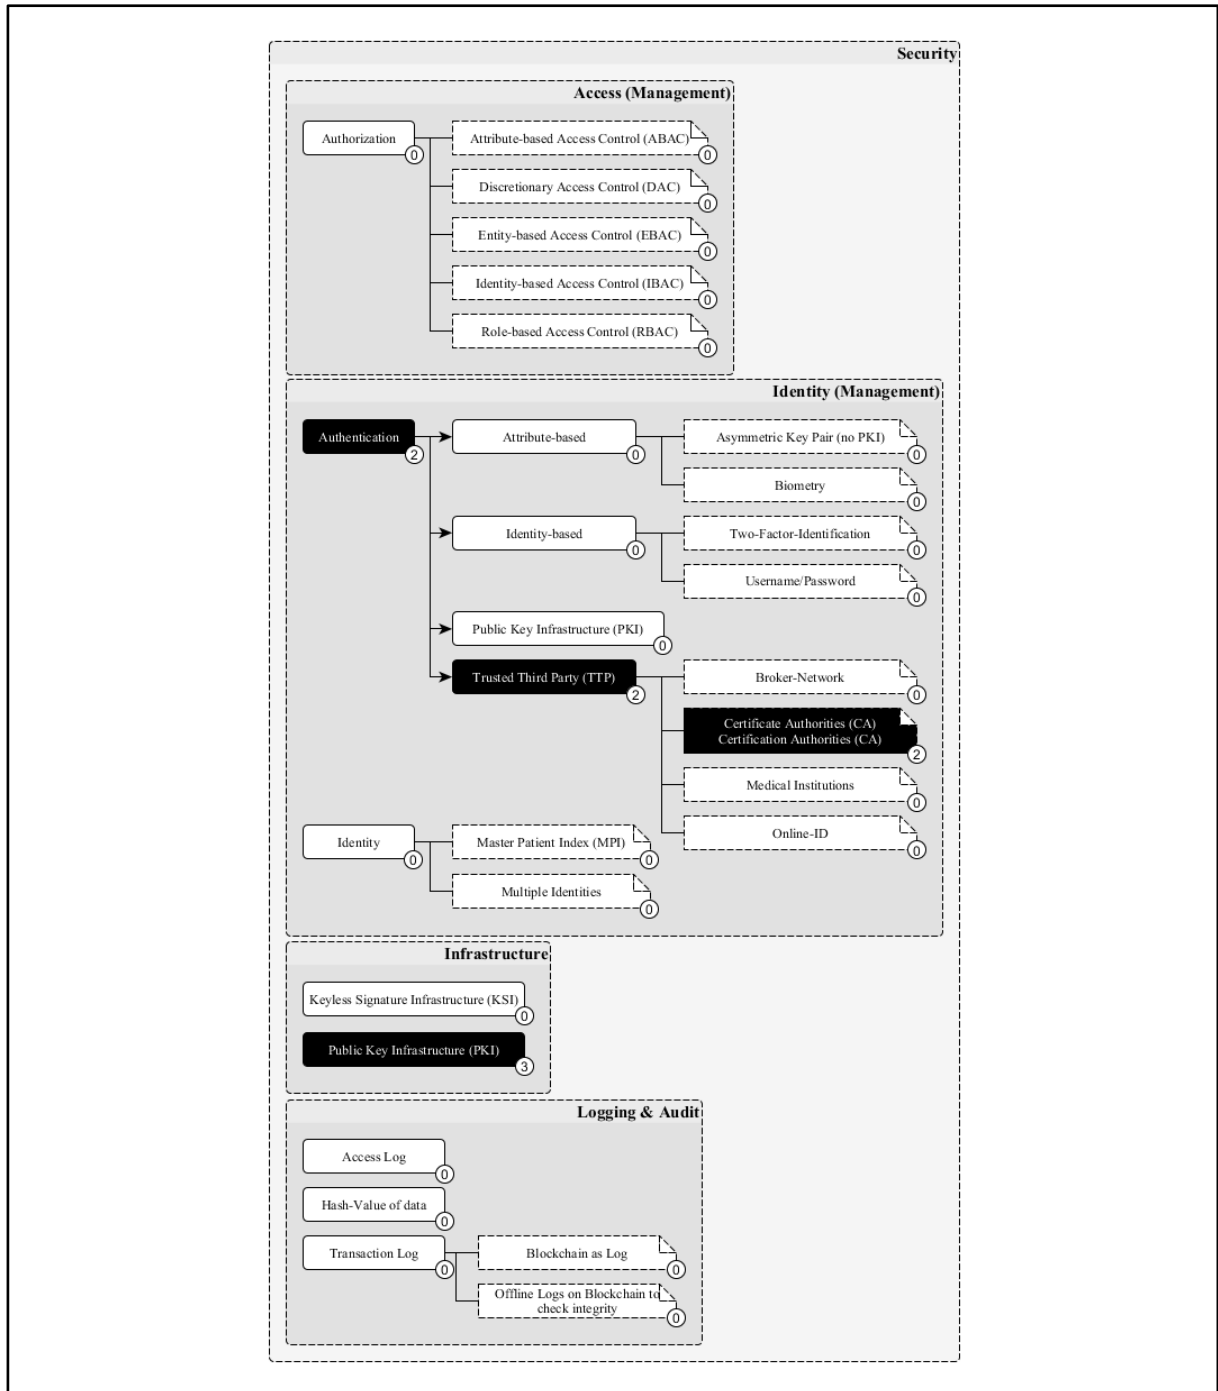 Security
Access (Management)
Authorization
0
Attribute-based Access Control (ABAC)
0
Discretionary Access Control (DAC)
0
Entity-based Access Control (EBAC)
0
Identity-based Access Control (IBAC)
0
Role-based Access Control (RBAC)
0
Identity (Management)
Authentication
2
Attribute-based
0
Asymmetric Key Pair (no PKI)
0
Biometry
0
Identity-based
0
Two-Factor-Identification
0
Username/Password
0
Public Key Infrastructure (PKI)
0
Trusted Third Party (TTP)
2
Broker-Network
0
Certificate Authorities (CA)
Certification Authorities (CA)
2
Medical Institutions
0
Online-ID
0
Identity
0
Master Patient Index (MPI)
0
Multiple Identities
0
Infrastructure
Keyless Signature Infrastructure (KSI)
0
Public Key Infrastructure (PKI)
3
Logging & Audit
Access Log
0
Hash-Value of data
0
Transaction Log
0
Blockchain as Log
0
Offline Logs on Blockchain to
check integrity
0